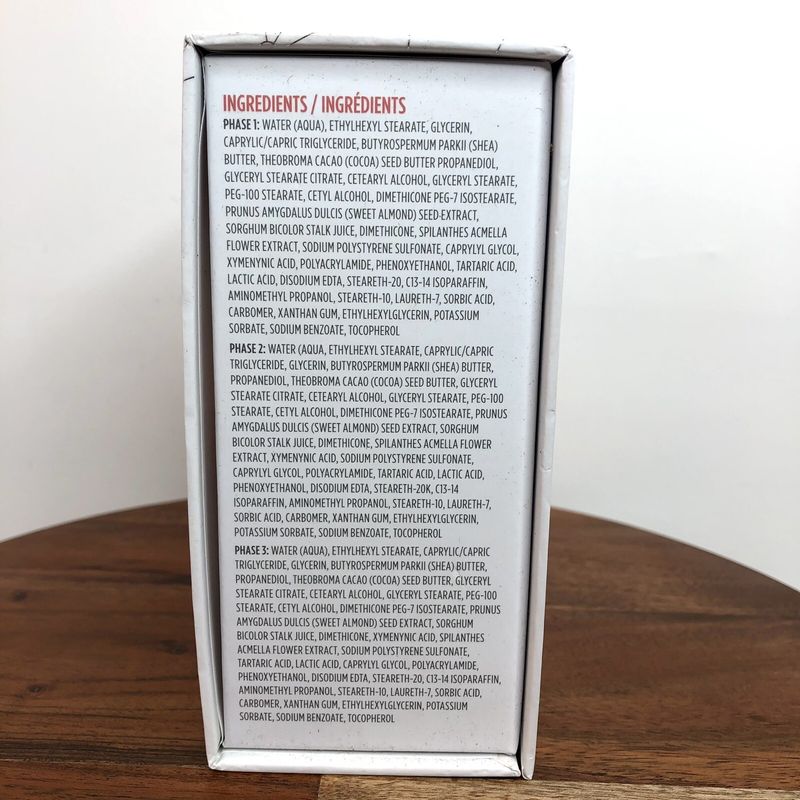 INGREDIENTS / INGRÉDIENTS
PHASE 1: WATER (AQUA), ETHYLHEXYL STEARATE, GLYCERIN,
CAPRYLIC/CAPRIC TRIGLYCERIDE, BUTYROSPERMUM PARKII (SHEA)
BUTTER, THEOBROMA CACAO (COCOA) SEED BUTTER PROPANEDIOL,
GLYCERYL STEARATE CITRATE, CETEARYL ALCOHOL, GLYCERYL STEARATE,
PEG-100 STEARATE, CETYL ALCOHOL, DIMETHICONE PEG-7 ISOSTEARATE,
PRUNUS AMYGDALUS DULCIS (SWEET ALMOND) SEED EXTRACT,
SORGHUM BICOLOR STALK JUICE, DIMETHICONE, SPILANTHES ACMELLA
FLOWER EXTRACT, SODIUM POLYSTYRENE SULFONATE, CAPRYLYL GLYCOL,
XYMENYNIC ACID, POLYACRYLAMIDE, PHENOXYETHANOL, TARTARIC ACID,
LACTIC ACID, DISODIUM EDTA, STEARETH-20, C13-14 ISOPARAFFIN,
AMINOMETHYL PROPANOL, STEARETH-10, LAURETH-7, SORBIC ACID,
CARBOMER, XANTHAN GUM, ETHYLHEXYLGLYCERIN, POTASSIUM
SORBATE, SODIUM BENZOATE, TOCOPHEROL
PHASE 2: WATER (AQUA, ETHYLHEXYL STEARATE, CAPRYLIC/CAPRIC
TRIGLYCERIDE, GLYCERIN, BUTYROSPERMUM PARKII (SHEA) BUTTER,
PROPANEDIOL, THEOBROMA CACAO (COCOA) SEED BUTTER, GLYCERYL
STEARATE CITRATE, CETEARYL ALCOHOL, GLYCERYL STEARATE, PEG-100
STEARATE, CETYL ALCOHOL, DIMETHICONE PEG-7 ISOSTEARATE, PRUNUS
AMYGDALUS DULCIS (SWEET ALMOND) SEED EXTRACT, SORGHUM
BICOLOR STALK JUICE, DIMETHICONE, SPILANTHES ACMELLA FLOWER
EXTRACT, XYMENYNIC ACID, SODIUM POLYSTYRENE SULFONATE,
CAPRYLYL GLYCOL, POLYACRYLAMIDE, TARTARIC ACID, LACTIC ACID,
PHENOXYETHANOL, DISODIUM EDTA, STEARETH-20K, C13-14
ISOPARAFFIN, AMINOMETHYL PROPANOL, STEARETH-10, LAURETH-7,
SORBIC ACID, CARBOMER, XANTHAN GUM, ETHYLHEXYLGLYCERIN,
POTASSIUM SORBATE, SODIUM BENZOATE, TOCOPHEROL
PHASE 3: WATER (AQUA), ETHYLHEXYL STEARATE, CAPRYLIC/CAPRIC
TRIGLYCERIDE, GLYCERIN, BUTYROSPERMUM PARKII (SHEA) BUTTER,
PROPANEDIOL, THEOBROMA CACAO (COCOA) SEED BUTTER, GLYCERYL
STEARATE CITRATE, CETEARYL ALCOHOL, GLYCERYL STEARATE, PEG-100
STEARATE, CETYL ALCOHOL, DIMETHICONE PEG-7 ISOSTEARATE, PRUNUS
AMYGDALUS DULCIS (SWEET ALMOND) SEED EXTRACT, SORGHUM
BICOLOR STALK JUICE, DIMETHICONE, XYMENYNIC ACID, SPILANTHES
ACMELLA FLOWER EXTRACT, SODIUM POLYSTYRENE SULFONATE,
TARTARIC ACID, LACTIC ACID, CAPRYLYL GLYCOL, POLYACRYLAMIDE,
PHENOXYETHANOL, DISODIUM EDTA, STEARETH-20, C13-14 ISOPARAFFIN,
AMINOMETHYL PROPANOL, STEARETH-10, LAURETH-7, SORBIC ACID,
CARBOMER, XANTHAN GUM, ETHYLHEXYLGLYCERIN, POTASSIUM
SORBATE, SODIUM BENZOATE, TOCOPHEROL